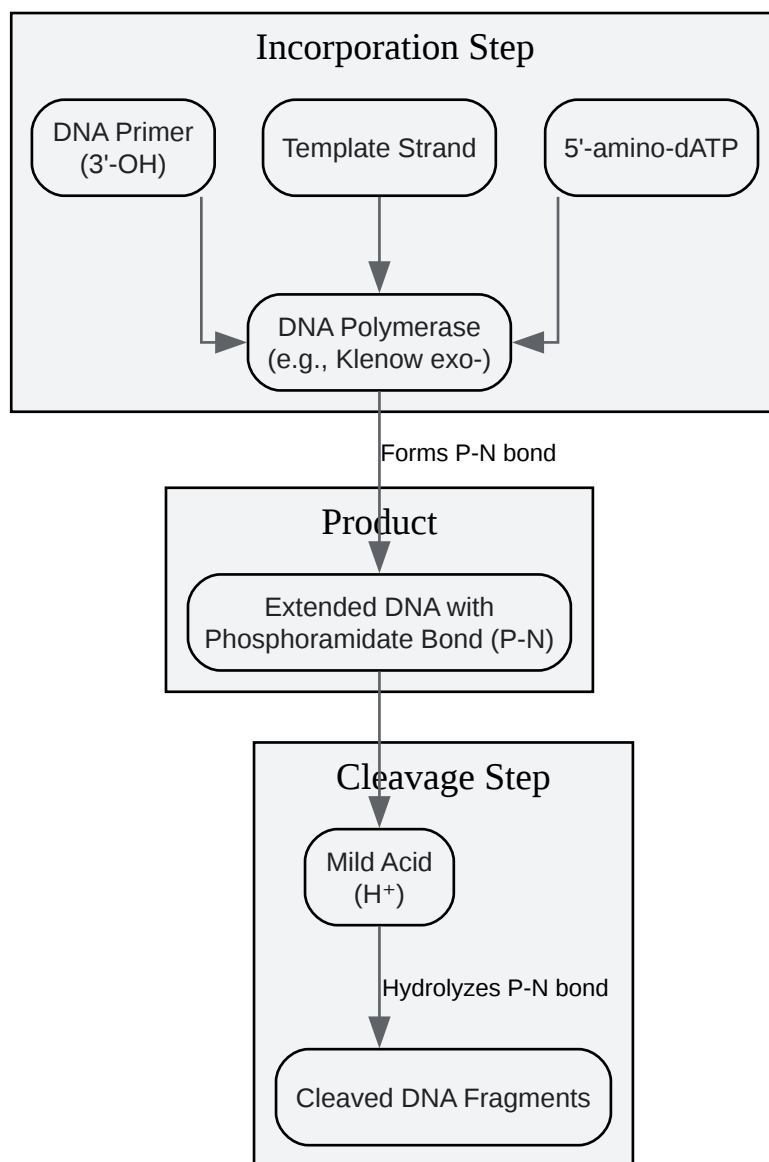 Incorporation Step
DNA Primer
(3'-OH)
Template Strand
5'-amino-dATP
DNA Polymerase
(e.g., Klenow exo-)
Forms P-N bond
Product
Extended DNA with
Phosphoramidate Bond (P-N)
Cleavage Step
Mild Acid
(H⁺)
Hydrolyzes P-N bond
Cleaved DNA Fragments